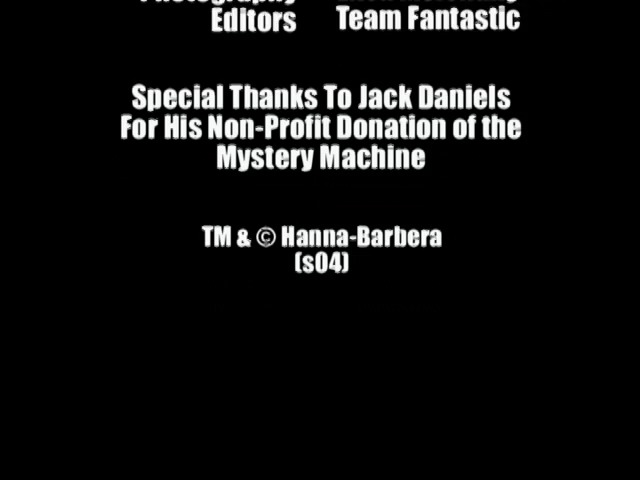 Photography
Editors Team Fantastic
Special Thanks To Jack Daniels
For His Non-Profit Donation of the
Mystery Machine
TM & © Hanna-Barbera
(s04)